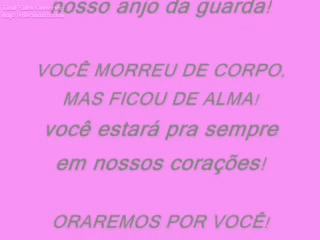 nosso anjo da guarda!
VOCÊ MORREU DE CORPO,
MAS FICOU DE ALMA!
você estará pra sempre
em nossos corações!
ORAREMOS POR VOCÊ!